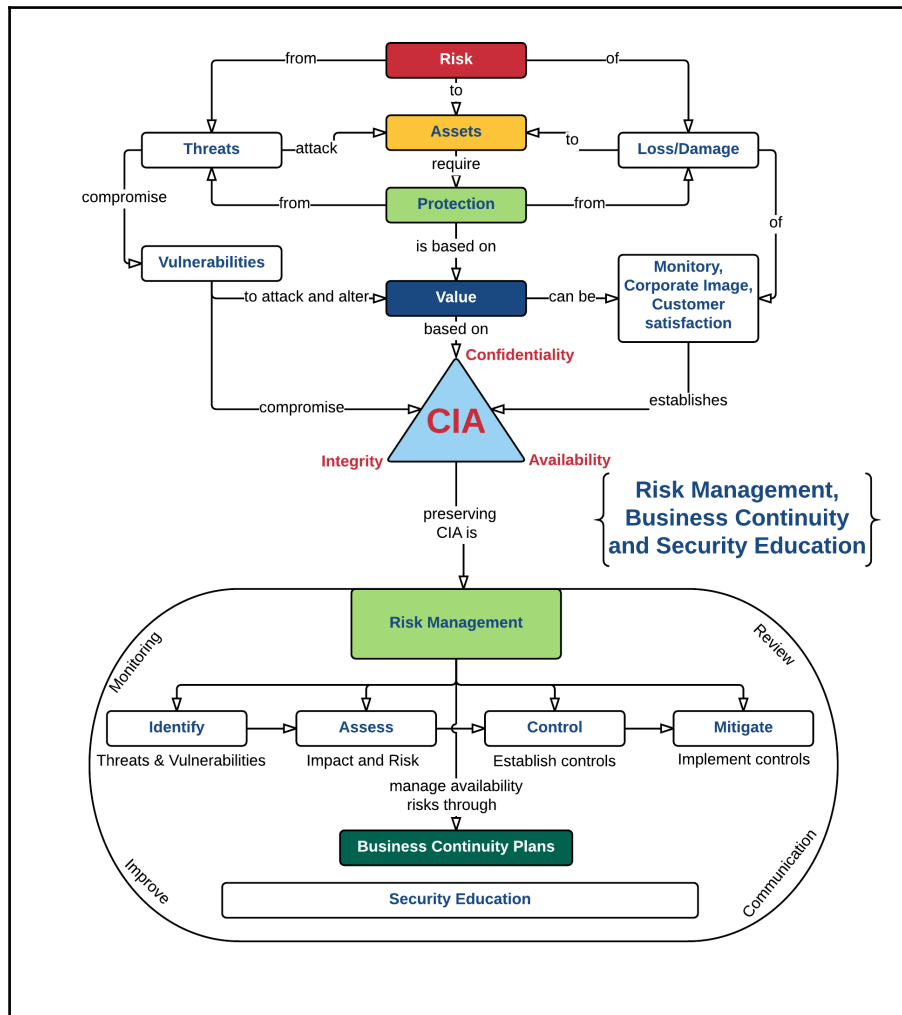 Risk
from
of
to
Assets
Threats
attack
to
Loss/Damage
require
compromise
Protection
from
from
of
is based on
Vulnerabilities
Monitory,
Corporate Image,
Customer
satisfaction
to attack and alter
Value
can be
based on
Confidentiality
compromise
CIA
establishes
Integrity
Availability
Risk Management,
Business Continuity
and Security Education
preserving
CIA is
Risk Management
Monitoring
Review
Identify
Assess
Control
Mitigate
Threats & Vulnerabilities
Impact and Risk
Establish controls
Implement controls
manage availability
risks through
Business Continuity Plans
Improve
Communication
Security Education